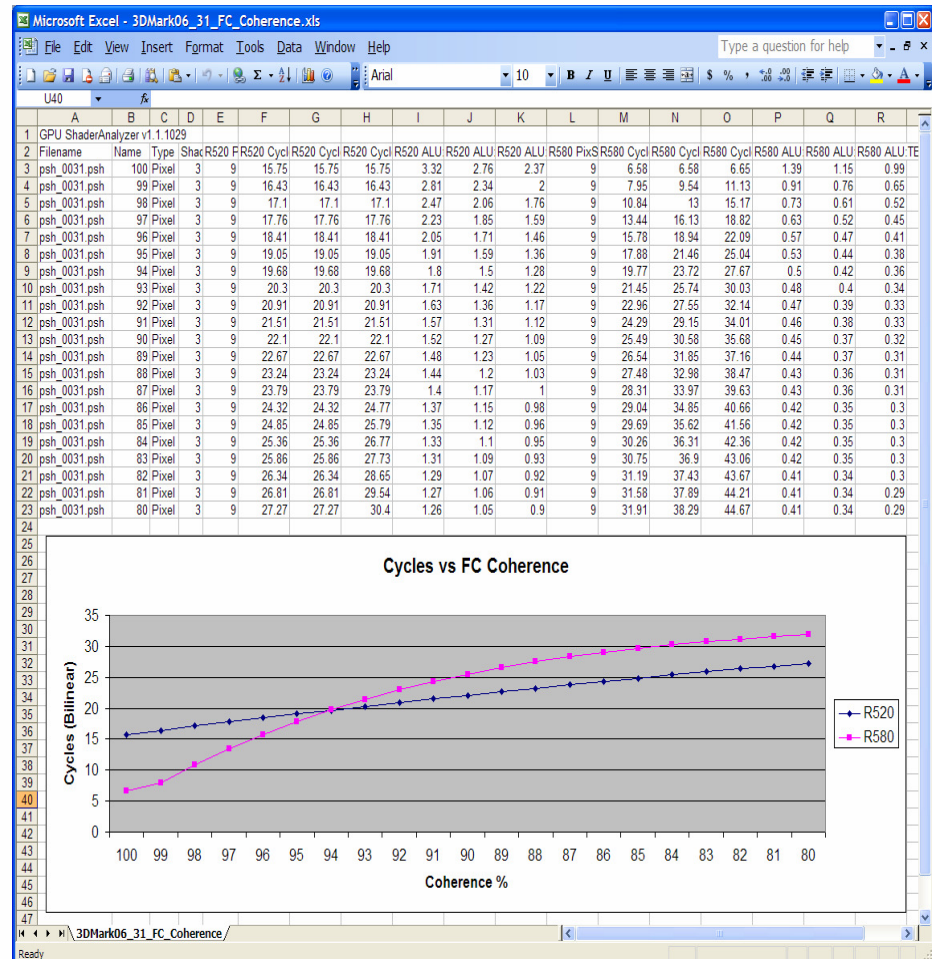 Microsoft Excel - 3DMark06_31_FC_Coherence.xls
File Edit View Insert Format Tools Data Window Help Type a question for help
Arial 10 B I U $ % ,
U40 fx
A B C D E F G H I J K L M N O P Q R
1 GPU ShaderAnalyzer v1.1.1029
2 Filename Name Type Shad R520 F R520 Cycl R520 Cycl R520 Cycl R520 ALU: R520 ALU: R520 ALU: R580 PixS R580 Cycl R580 Cycl R580 Cycl R580 ALU: R580 ALU: R580 ALU:TE
3 psh_0031.psh 100 Pixel 3 9 15.75 15.75 15.75 3.32 2.76 2.37 9 6.58 6.58 6.65 1.39 1.15 0.99
4 psh_0031.psh 99 Pixel 3 9 16.43 16.43 16.43 2.81 2.34 2 9 7.95 9.54 11.13 0.91 0.76 0.65
5 psh_0031.psh 98 Pixel 3 9 17.1 17.1 17.1 2.47 2.06 1.76 9 10.84 13 15.17 0.73 0.61 0.52
6 psh_0031.psh 97 Pixel 3 9 17.76 17.76 17.76 2.23 1.85 1.59 9 13.44 16.13 18.82 0.63 0.52 0.45
7 psh_0031.psh 96 Pixel 3 9 18.41 18.41 18.41 2.05 1.71 1.46 9 15.78 18.94 22.09 0.57 0.47 0.41
8 psh_0031.psh 95 Pixel 3 9 19.05 19.05 19.05 1.91 1.59 1.36 9 17.88 21.46 25.04 0.53 0.44 0.38
9 psh_0031.psh 94 Pixel 3 9 19.68 19.68 19.68 1.8 1.5 1.28 9 19.77 23.72 27.67 0.5 0.42 0.36
10 psh_0031.psh 93 Pixel 3 9 20.3 20.3 20.3 1.71 1.42 1.22 9 21.45 25.74 30.03 0.48 0.4 0.34
11 psh_0031.psh 92 Pixel 3 9 20.91 20.91 20.91 1.63 1.36 1.17 9 22.96 27.55 32.14 0.47 0.39 0.33
12 psh_0031.psh 91 Pixel 3 9 21.51 21.51 21.51 1.57 1.31 1.12 9 24.29 29.15 34.01 0.46 0.38 0.33
13 psh_0031.psh 90 Pixel 3 9 22.1 22.1 22.1 1.52 1.27 1.09 9 25.49 30.58 35.68 0.45 0.37 0.32
14 psh_0031.psh 89 Pixel 3 9 22.67 22.67 22.67 1.48 1.23 1.05 9 26.54 31.85 37.16 0.44 0.37 0.31
15 psh_0031.psh 88 Pixel 3 9 23.24 23.24 23.24 1.44 1.2 1.03 9 27.48 32.98 38.47 0.43 0.36 0.31
16 psh_0031.psh 87 Pixel 3 9 23.79 23.79 23.79 1.4 1.17 1 9 28.31 33.97 39.63 0.43 0.36 0.31
17 psh_0031.psh 86 Pixel 3 9 24.32 24.32 24.77 1.37 1.15 0.98 9 29.04 34.85 40.66 0.42 0.35 0.3
18 psh_0031.psh 85 Pixel 3 9 24.85 24.85 25.79 1.35 1.12 0.96 9 29.69 35.62 41.56 0.42 0.35 0.3
19 psh_0031.psh 84 Pixel 3 9 25.36 25.36 26.77 1.33 1.1 0.95 9 30.26 36.31 42.36 0.42 0.35 0.3
20 psh_0031.psh 83 Pixel 3 9 25.86 25.86 27.73 1.31 1.09 0.93 9 30.75 36.9 43.06 0.42 0.35 0.3
21 psh_0031.psh 82 Pixel 3 9 26.34 26.34 28.65 1.29 1.07 0.92 9 31.19 37.43 43.67 0.41 0.34 0.3
22 psh_0031.psh 81 Pixel 3 9 26.81 26.81 29.54 1.27 1.06 0.91 9 31.58 37.89 44.21 0.41 0.34 0.29
23 psh_0031.psh 80 Pixel 3 9 27.27 27.27 30.4 1.26 1.05 0.9 9 31.91 38.29 44.67 0.41 0.34 0.29
24
25
26
27
28
29
30
31
32
33
34
35
36
37
38
39
40
41
42
43
44
45
46
47
Cycles vs FC Coherence
Cycles (Bilinear)
35
30
25
20
15
10
5
0
R520
R580
100 99 98 97 96 95 94 93 92 91 90 89 88 87 86 85 84 83 82 81 80
Coherence %
3DMark06_31_FC_Coherence
Ready